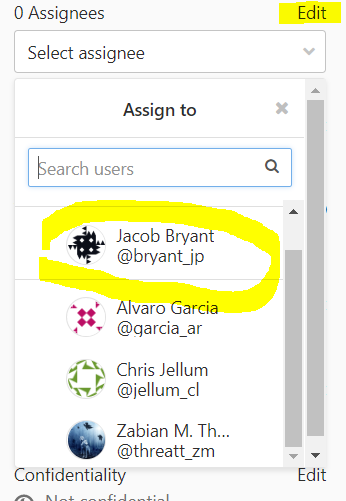 0 Assignees Edit
Select assignee
Assign to
Search users
Jacob Bryant
@bryant_jp
Alvaro Garcia
@garcia_ar
Chris Jellum
@jellum_cl
Zabian M. Th...
@threatt_zm
Confidentiality Edit
Not confidential